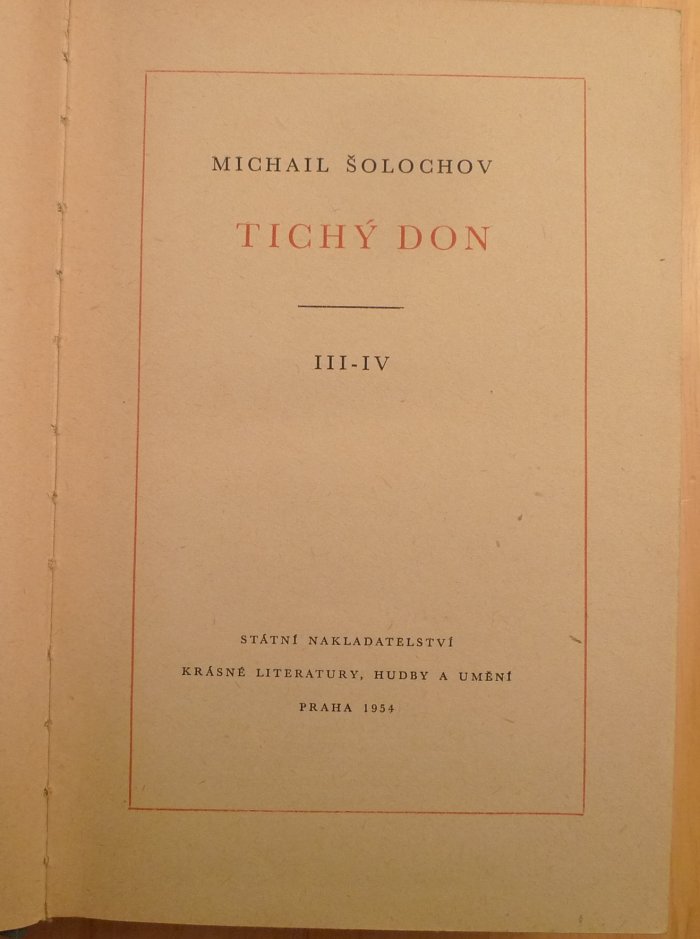 MICHAIL ŠOLOCHOV
TICHÝ DON
III-IV
STÁTNÍ NAKLADATELSTVÍ
KRÁSNÉ LITERATURY, HUDBY A UMĚNÍ
PRAHA 1954